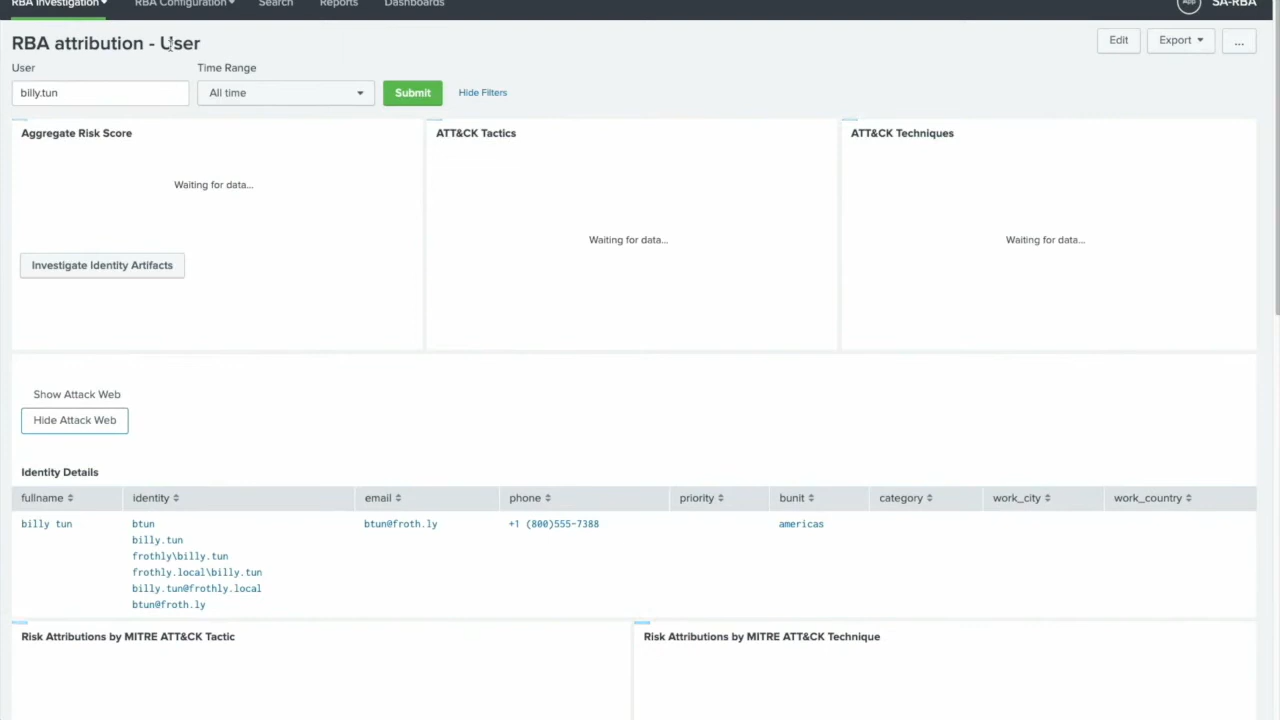 RBA Investigation RBA Configuration Search Reports Dashboards App SA-RBA
RBA attribution - User
Edit Export ...
User Time Range
billy.tun All time Submit Hide Filters
Aggregate Risk Score ATT&CK Tactics ATT&CK Techniques
Waiting for data...
Waiting for data... Waiting for data...
Investigate Identity Artifacts
Show Attack Web
Hide Attack Web
Identity Details
fullname identity email phone priority bunit category work_city work_country
billy tun btun btun@froth.ly +1 (800)555-7388 americas
billy.tun
frothly\billy.tun
frothly.local\billy.tun
billy.tun@frothly.local
btun@froth.ly
Risk Attributions by MITRE ATT&CK Tactic Risk Attributions by MITRE ATT&CK Technique